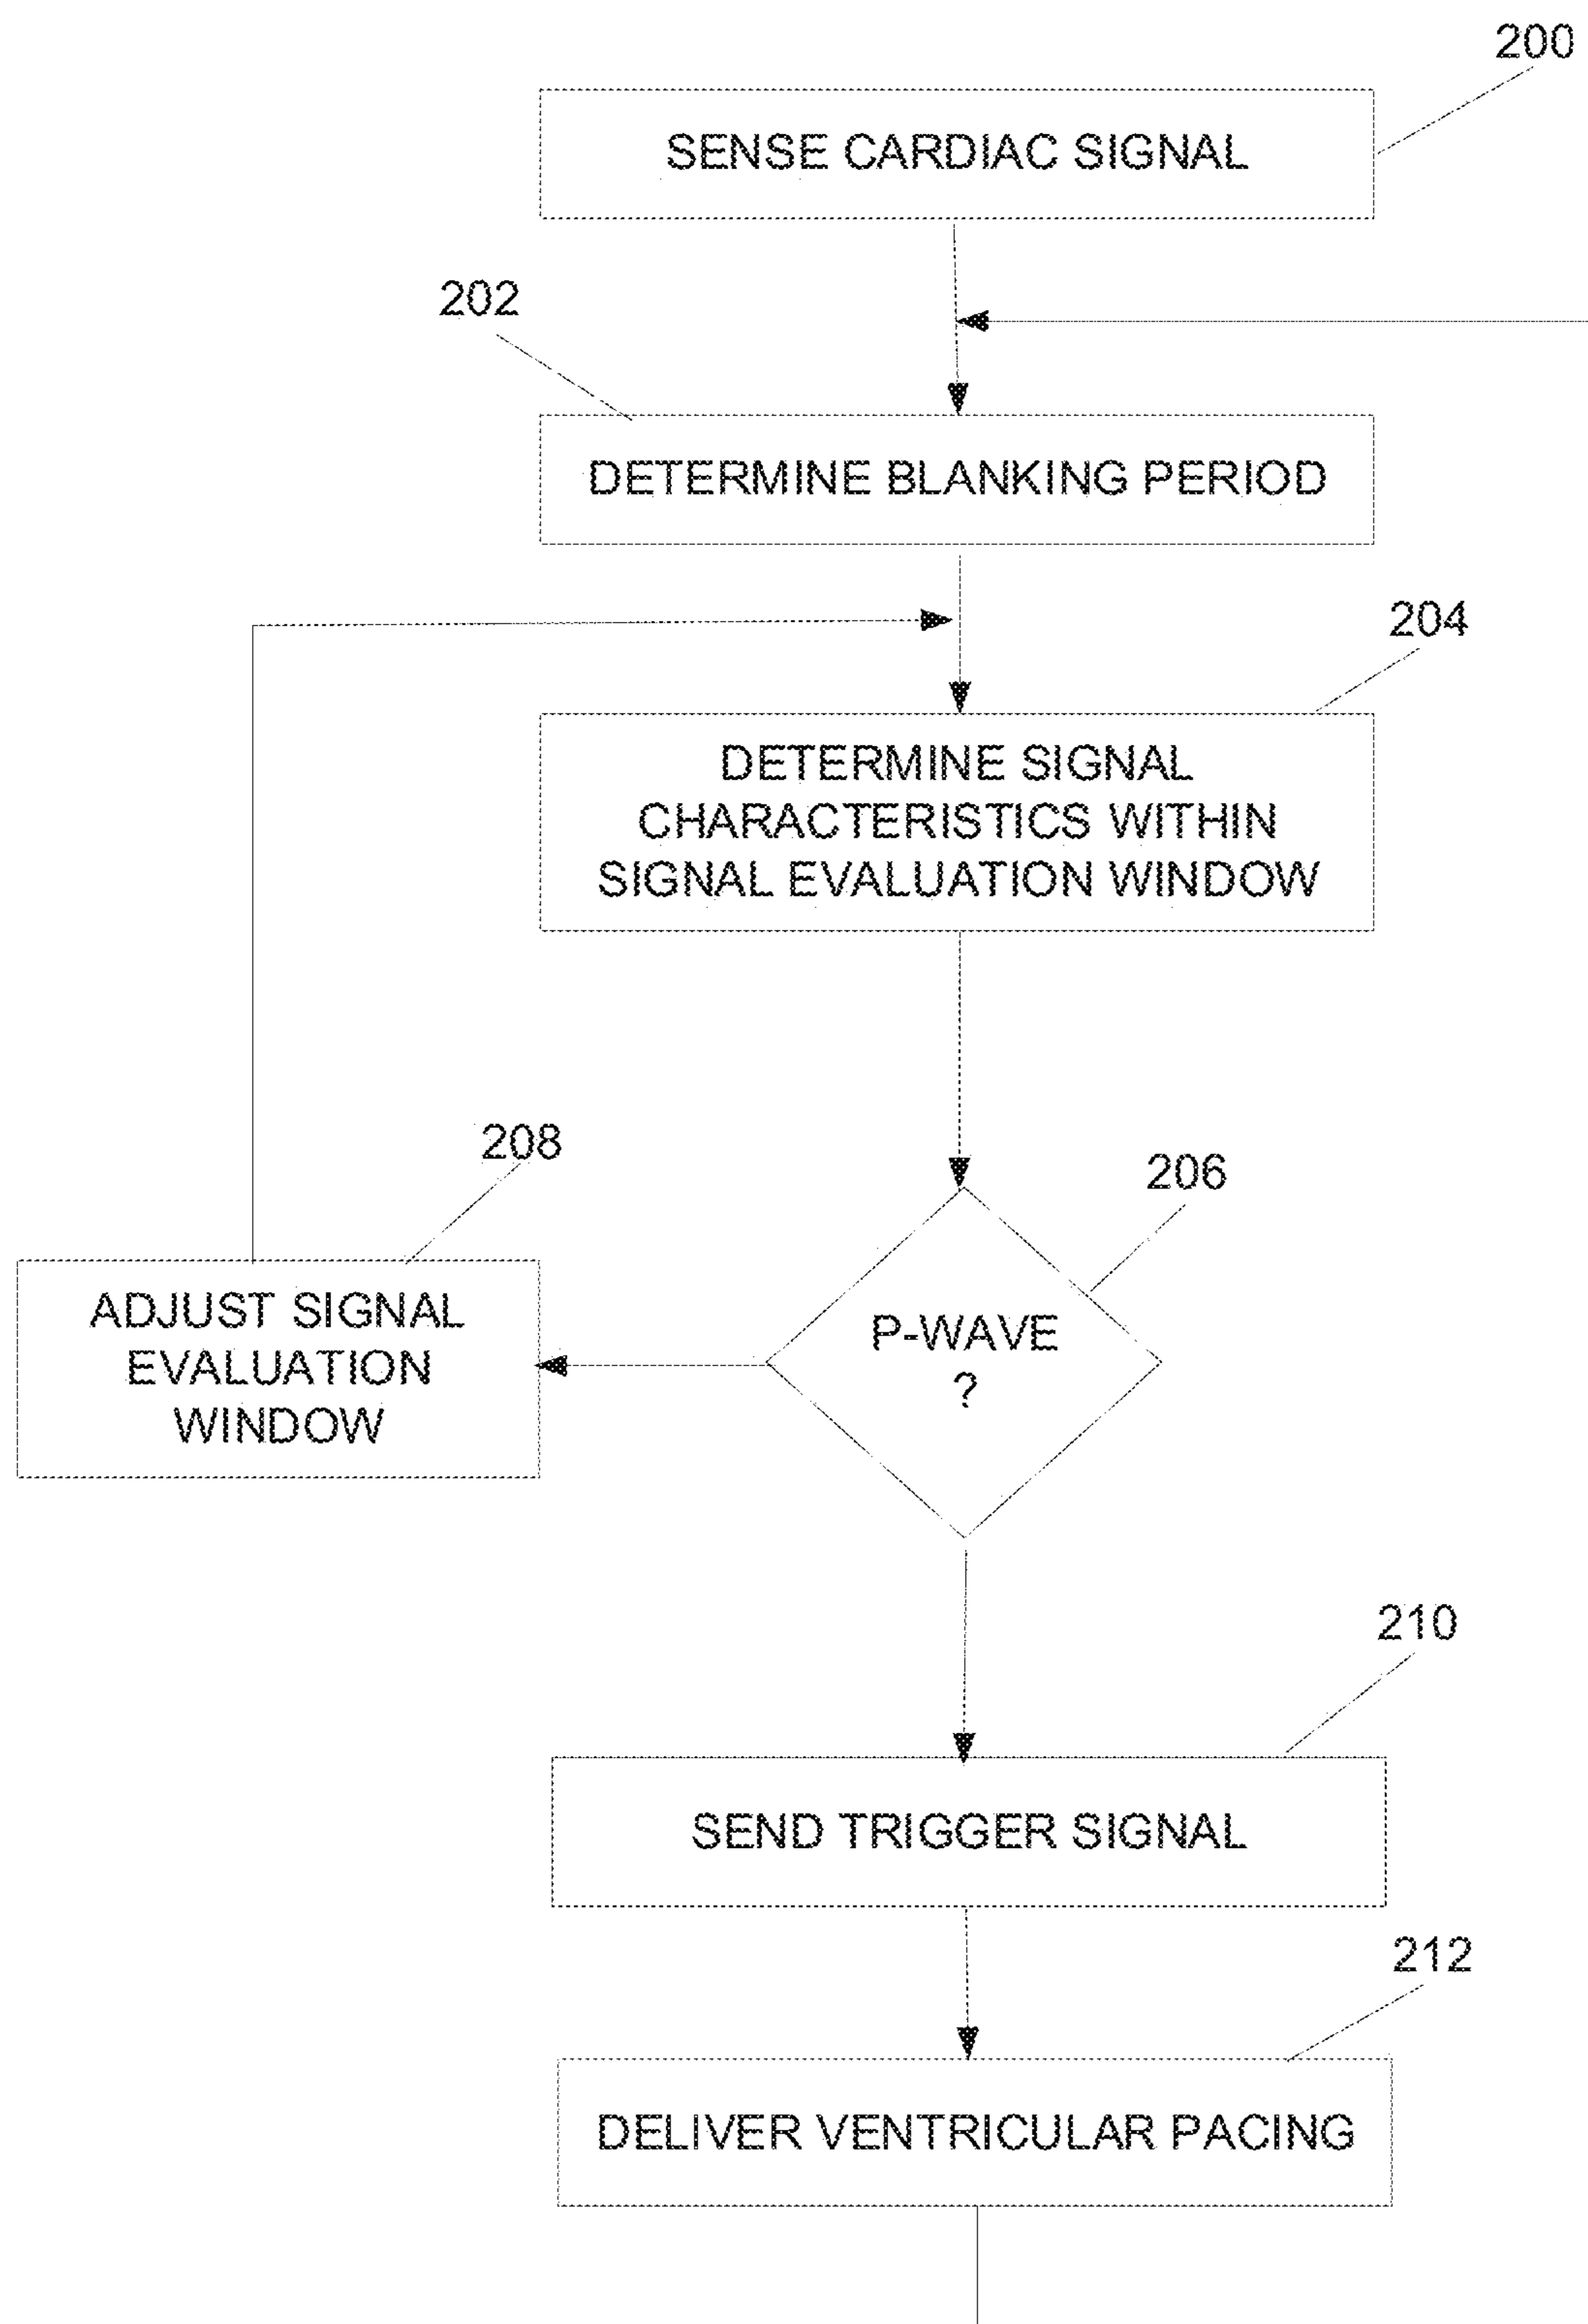 200
SENSE CARDIAC SIGNAL
202
DETERMINE BLANKING PERIOD
204
DETERMINE SIGNAL
CHARACTERISTICS WITHIN
SIGNAL EVALUATION WINDOW
208
206
ADJUST SIGNAL
EVALUATION
WINDOW
P-WAVE
?
210
SEND TRIGGER SIGNAL
212
DELIVER VENTRICULAR PACING